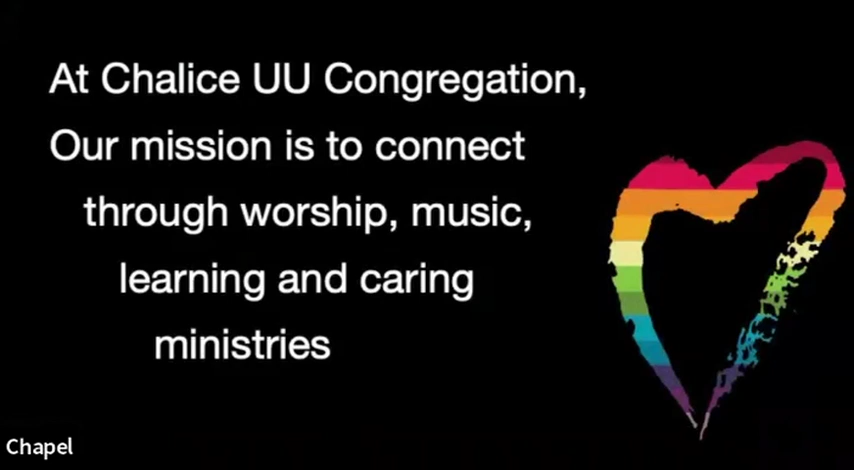 At Chalice UU Congregation,
Our mission is to connect
through worship, music,
learning and caring
ministries
Chapel